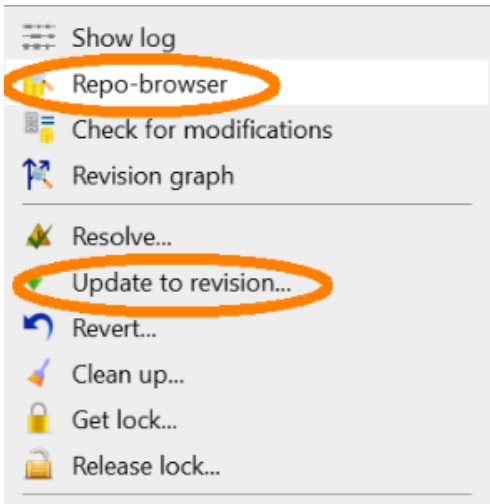 Show log
Repo-browser
Check for modifications
Revision graph
Resolve...
Update to revision...
Revert...
Clean up...
Get lock...
Release lock...